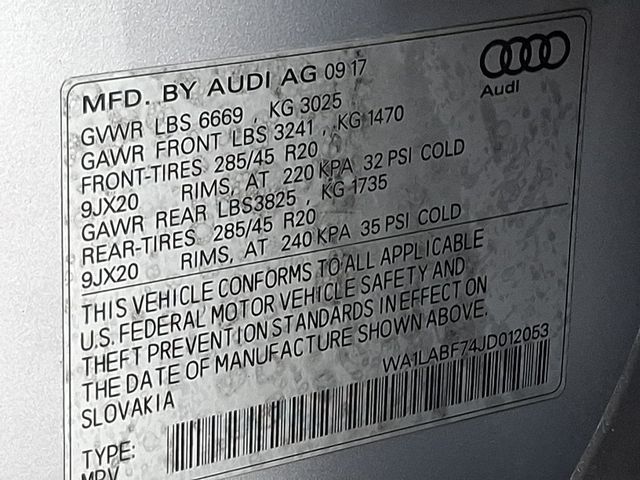 MFD. BY AUDI AG 09 17
Audi
GVWR LBS 6669 , KG 3025
GAWR FRONT LBS 3241 , KG 1470
FRONT-TIRES 285/45 R20
9JX20 RIMS, AT 220 KPA 32 PSI COLD
GAWR REAR LBS3825 , KG 1735
REAR-TIRES 285/45 R20
9JX20 RIMS, AT 240 KPA 35 PSI COLD
THIS VEHICLE CONFORMS TO ALL APPLICABLE
U.S. FEDERAL MOTOR VEHICLE SAFETY AND
THEFT PREVENTION STANDARDS IN EFFECT ON
THE DATE OF MANUFACTURE SHOWN ABOVE.
SLOVAKIA WA1LABF74JD012053
TYPE:
MPV